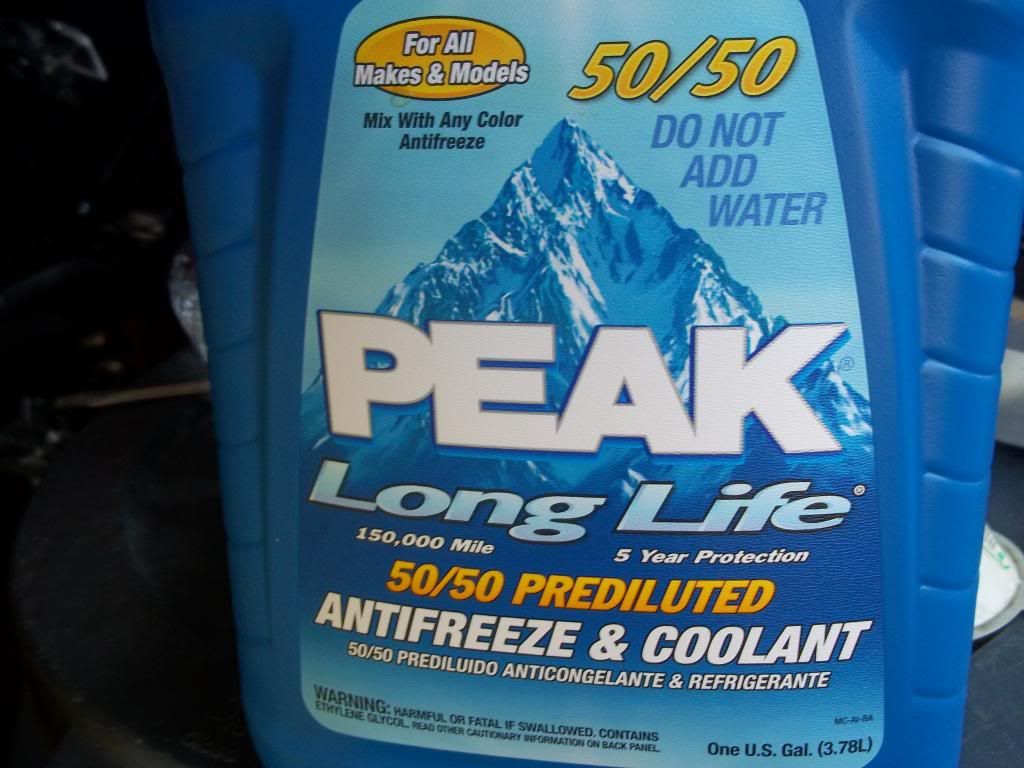 For All
Makes & Models
Mix With Any Color
Antifreeze
50/50
DO NOT
ADD
WATER
PEAK®
Long Life®
150,000 Mile
5 Year Protection
50/50 PREDILUTED
ANTIFREEZE & COOLANT
50/50 PREDILUIDO ANTICONGELANTE & REFRIGERANTE
WARNING: HARMFUL OR FATAL IF SWALLOWED. CONTAINS
ETHYLENE GLYCOL. READ OTHER CAUTIONARY INFORMATION ON BACK PANEL.
MC-AI-BA
One U.S. Gal. (3.78L)